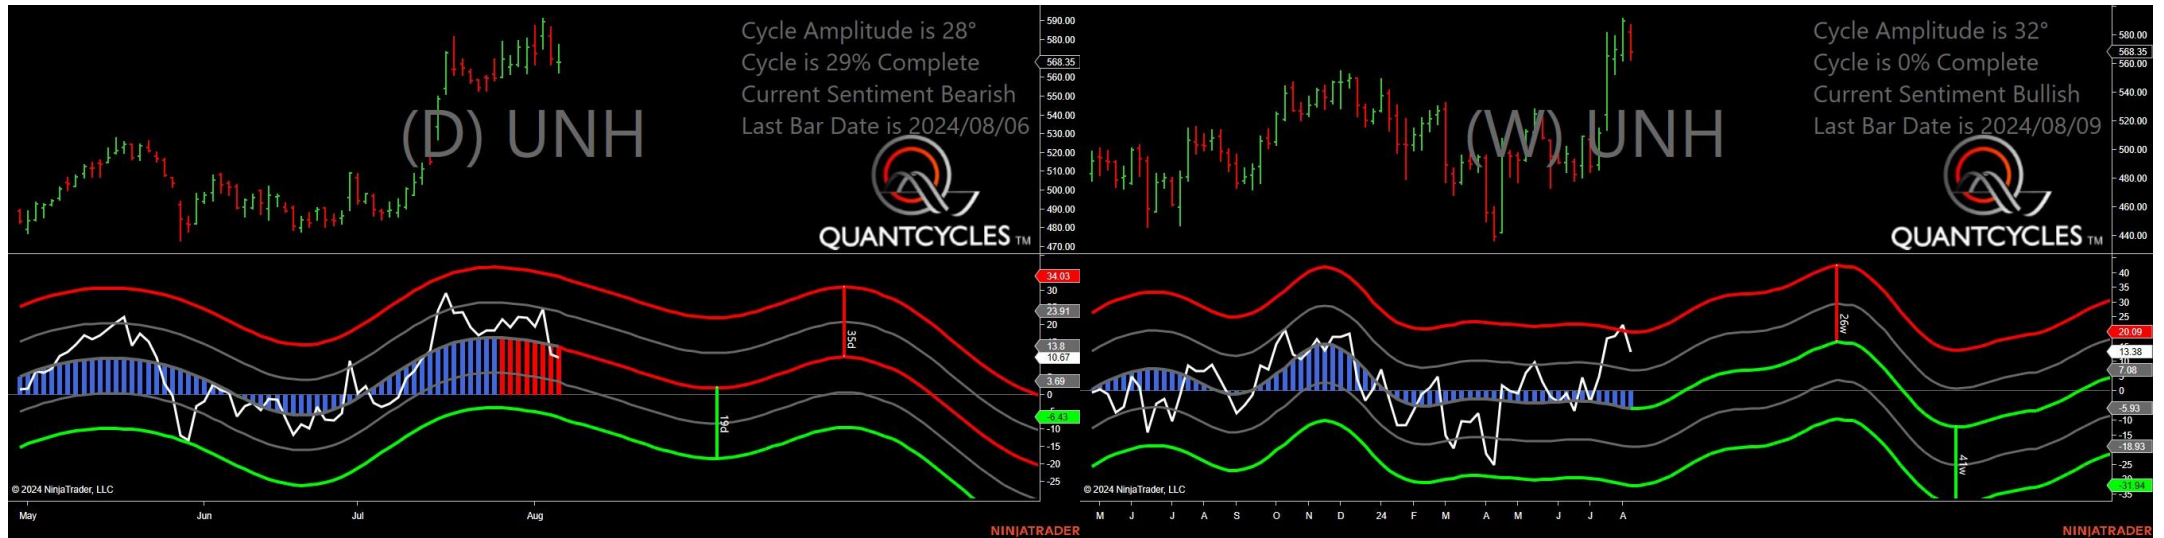 Cycle Amplitude is 28°
Cycle is 29% Complete
Current Sentiment Bearish
Last Bar Date is 2024/08/06
(D) UNH
QUANTCYCLES TM
590.00
580.00
568.35
560.00
550.00
540.00
530.00
520.00
510.00
500.00
490.00
480.00
470.00
34.03
30
23.91
20
13.8
10.67
3.69
0
-6.43
-10
-15
-20
-25
19d
35d
© 2024 NinjaTrader, LLC
May Jun Jul Aug
NINJATRADER
Cycle Amplitude is 32°
Cycle is 0% Complete
Current Sentiment Bullish
Last Bar Date is 2024/08/09
(W) UNH
QUANTCYCLES TM
580.00
568.35
560.00
520.00
500.00
480.00
460.00
440.00
40
35
30
25
20.09
13.38
7.08
0
-5.93
-10
-15
-18.93
-25
-31.94
-35
26w
41w
© 2024 NinjaTrader, LLC
M J J A S O N D 24 F M A M J J A
NINJATRADER